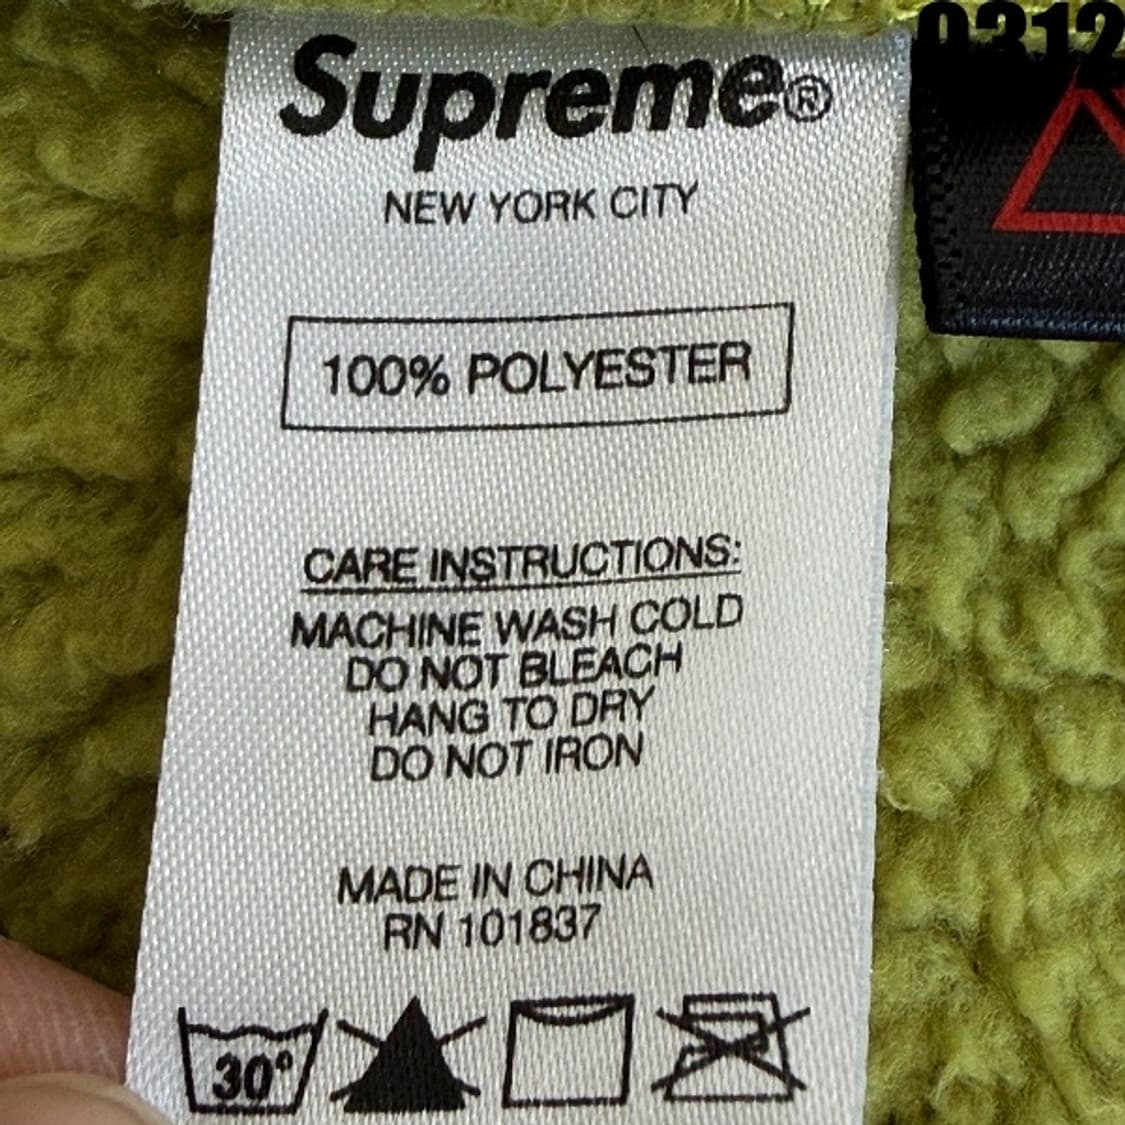 Supreme®
NEW YORK CITY
100% POLYESTER
CARE INSTRUCTIONS:
MACHINE WASH COLD
DO NOT BLEACH
HANG TO DRY
DO NOT IRON
MADE IN CHINA
RN 101837
30°
0312